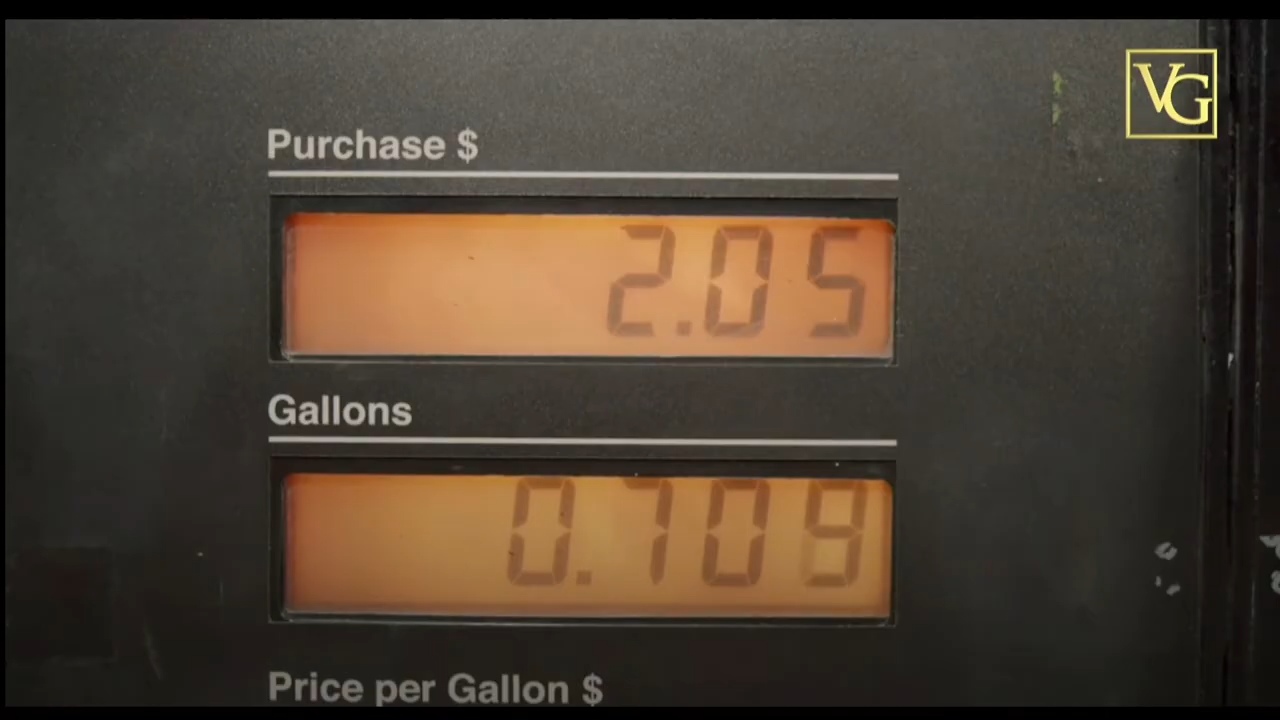 VG
Purchase $
2.05
Gallons
0.709
Price per Gallon $